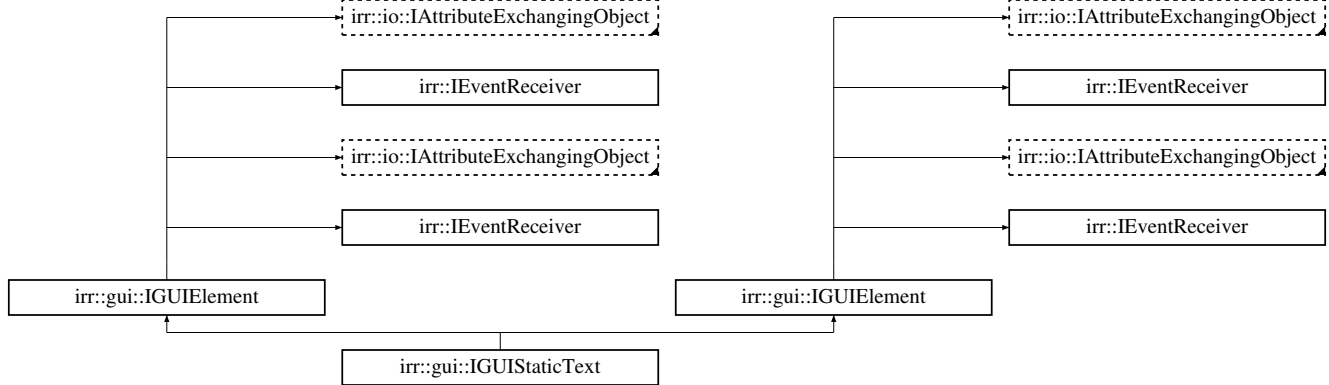 irr::io::IAttributeExchangingObject irr::io::IAttributeExchangingObject
irr::IEventReceiver irr::IEventReceiver
irr::io::IAttributeExchangingObject irr::io::IAttributeExchangingObject
irr::IEventReceiver irr::IEventReceiver
irr::gui::IGUIElement irr::gui::IGUIElement
irr::gui::IGUIStaticText